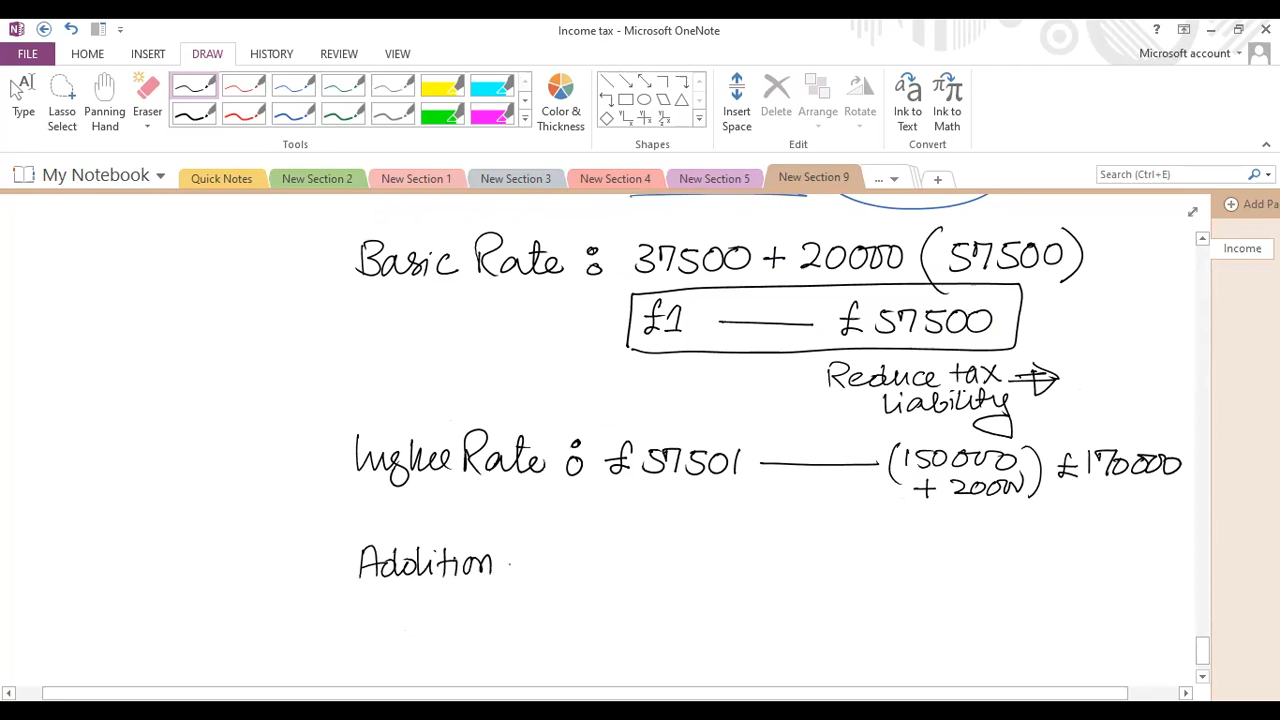 Income tax - Microsoft OneNote
FILE HOME INSERT DRAW HISTORY REVIEW VIEW
Microsoft account
Type
Lasso Select
Panning Hand
Eraser
Color & Thickness
Insert Space
Delete
Arrange
Rotate
Ink to Text
Ink to Math
Tools
Shapes
Edit
Convert
My Notebook
Quick Notes New Section 2 New Section 1 New Section 3 New Section 4 New Section 5 New Section 9 ...
Search (Ctrl+E)
Add Pa
Income
Basic Rate : 37500 + 20000 (57500)
£1 — £57500
Reduce tax →
liability
Higher Rate : £57501 — (150000 £170000
+ 20000)
Addition